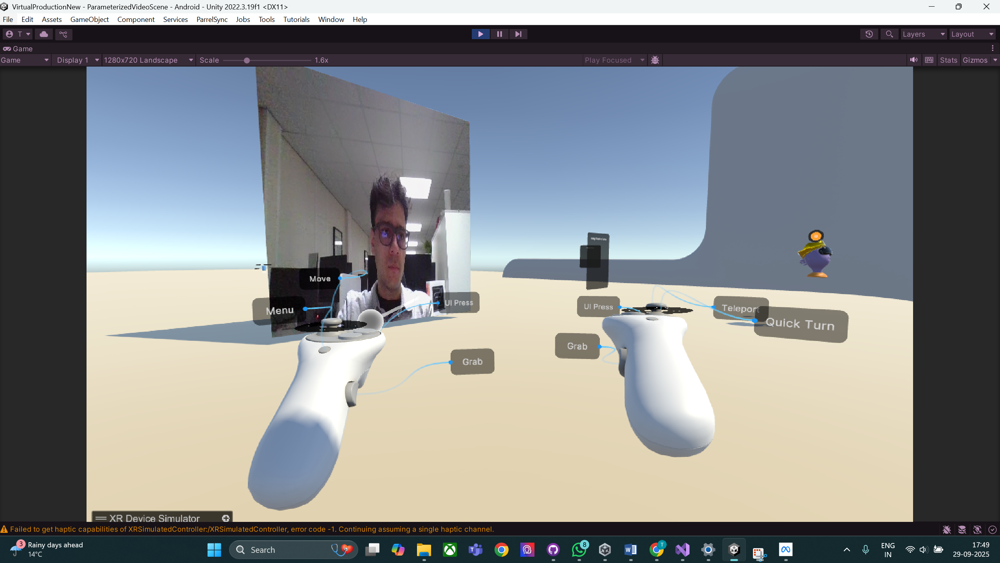 VirtualProductionNew - ParameterizedVideoScene - Android - Unity 2022.3.19f1 <DX11>
File Edit Assets GameObject Component Services ParrelSync Jobs Tools Tutorials Window Help
T Layers Layout
Game
Game Display 1 1280x720 Landscape Scale 1.6x Play Focused Stats Gizmos
Move
Menu
UI Press
UI Press
Teleport
Quick Turn
Grab
Grab
XR Device Simulator
Failed to get haptic capabilities of XRSimulatedController:/XRSimulatedController, error code -1. Continuing assuming a single haptic channel.
3 Rainy days ahead
14°C
Search
8
T
ENG
IN
17:49
29-09-2025